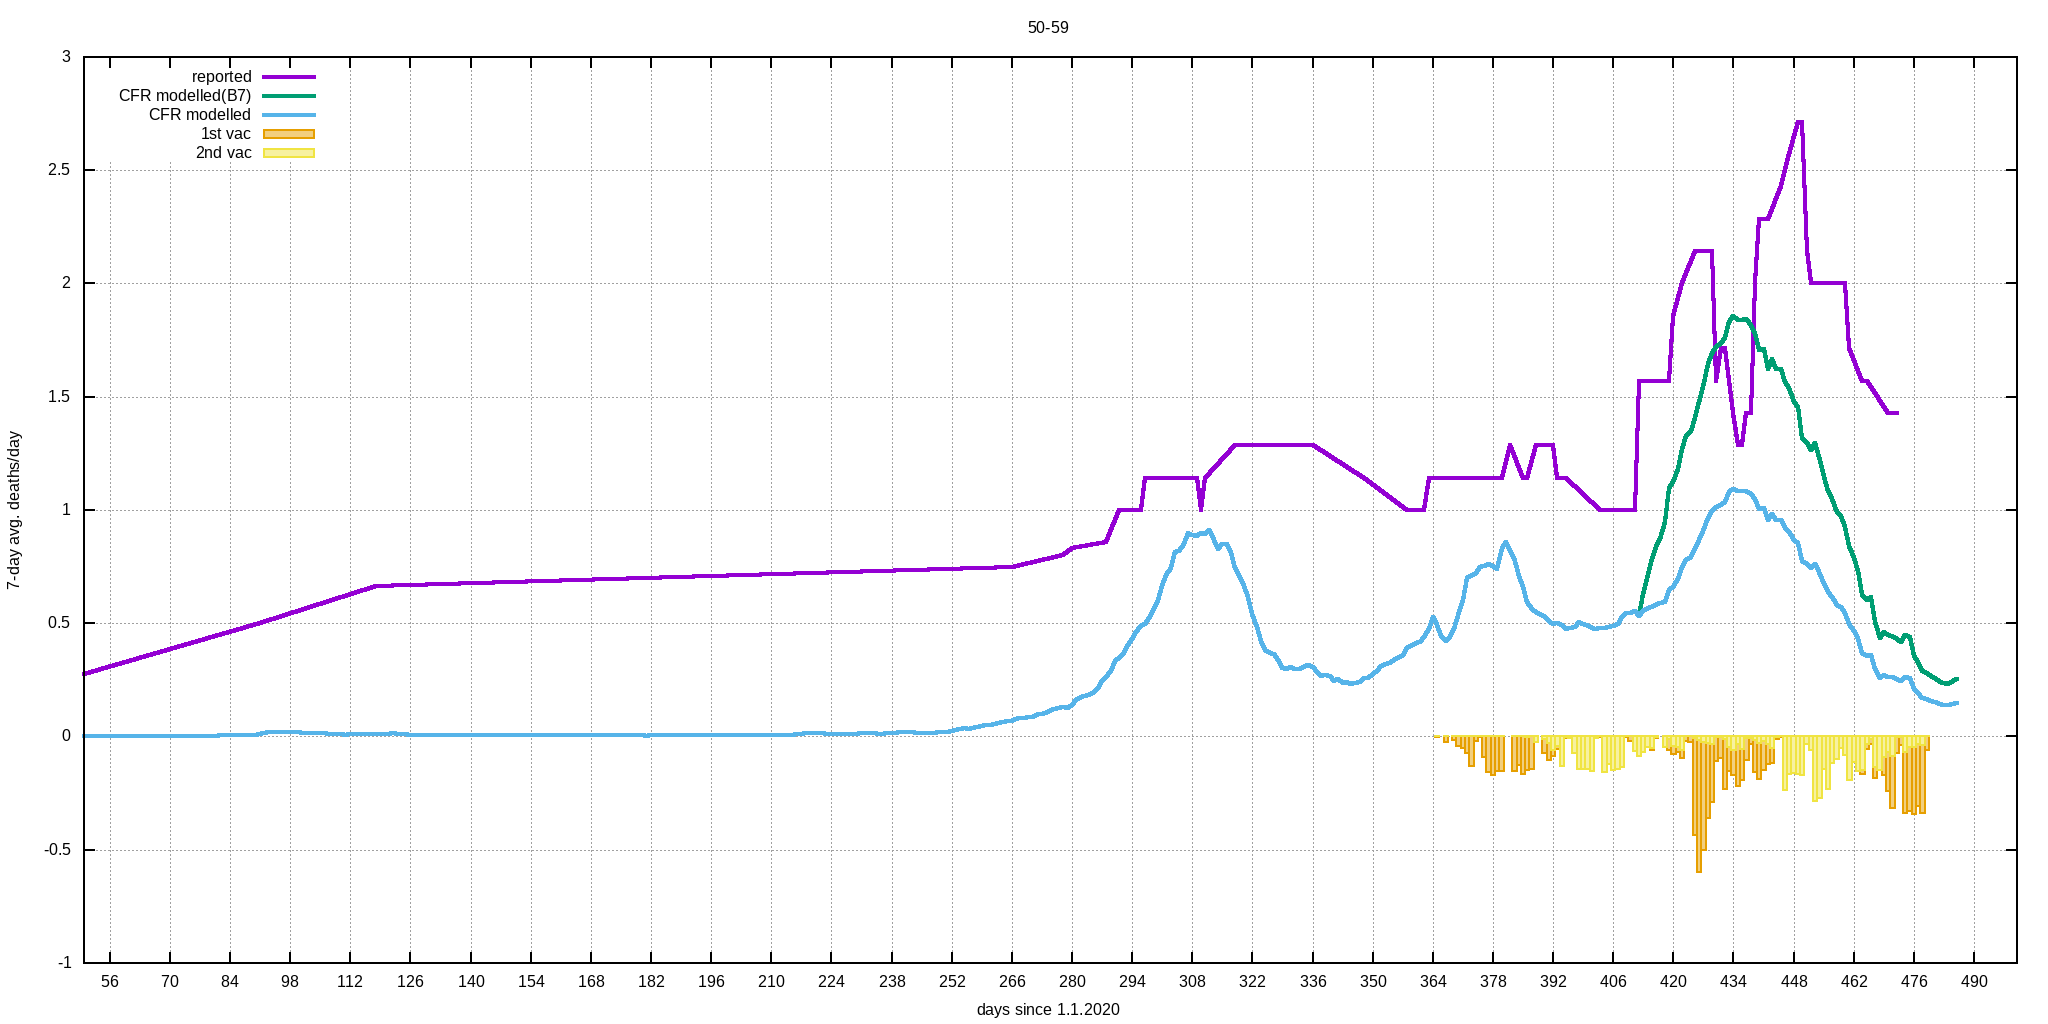 50-59
3
2.5
2
1.5
1
0.5
0
-0.5
-1
7-day avg. deaths/day
reported
CFR modelled(B7)
CFR modelled
1st vac
2nd vac
56 70 84 98 112 126 140 154 168 182 196 210 224 238 252 266 280 294 308 322 336 350 364 378 392 406 420 434 448 462 476 490
days since 1.1.2020